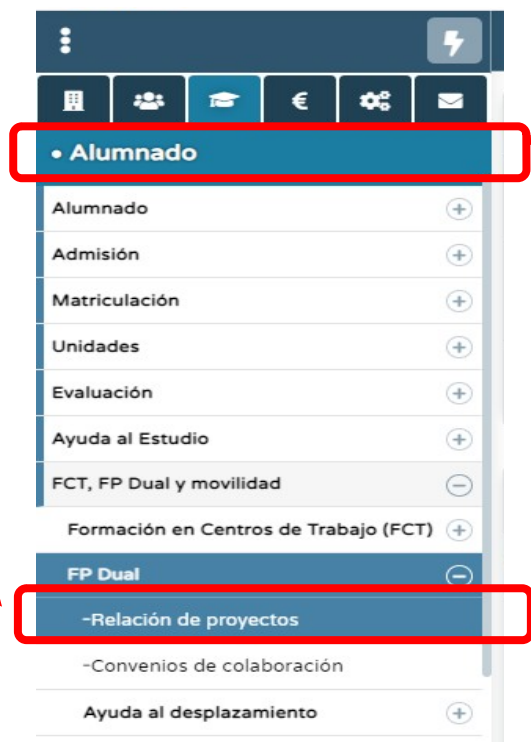 €
• Alumnado
Alumnado
Admisión
Matriculación
Unidades
Evaluación
Ayuda al Estudio
FCT, FP Dual y movilidad
Formación en Centros de Trabajo (FCT)
FP Dual
-Relación de proyectos
-Convenios de colaboración
Ayuda al desplazamiento